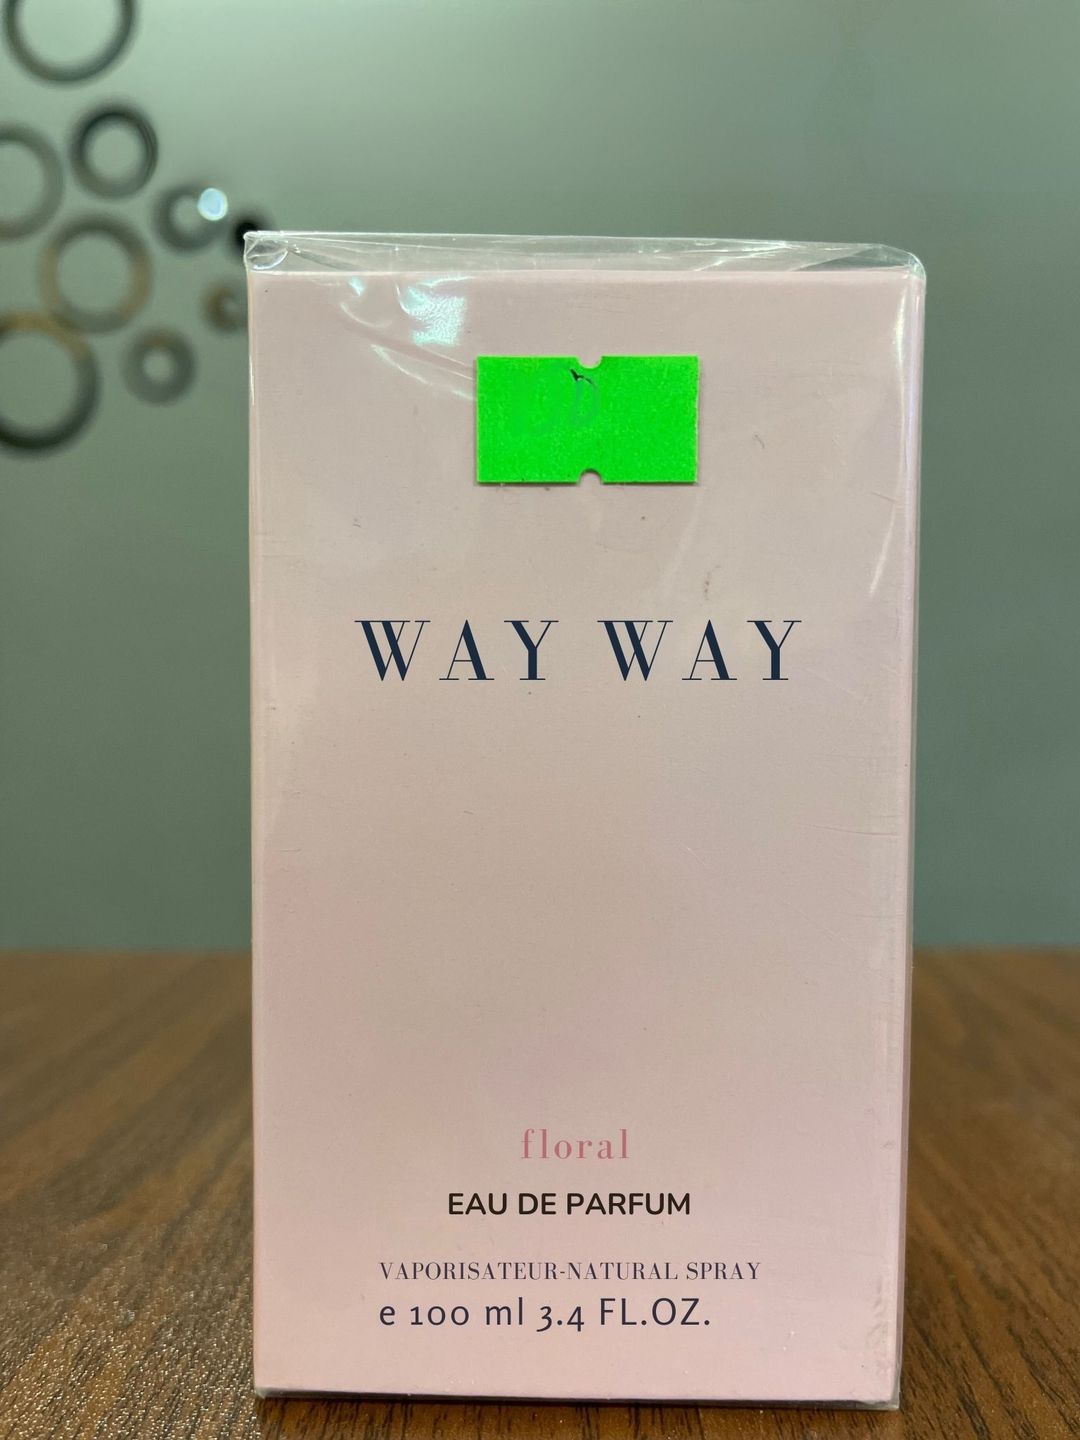 WAY WAY
floral
EAU DE PARFUM
VAPORISATEUR-NATURAL SPRAY
e 100 ml 3.4 FL.OZ.